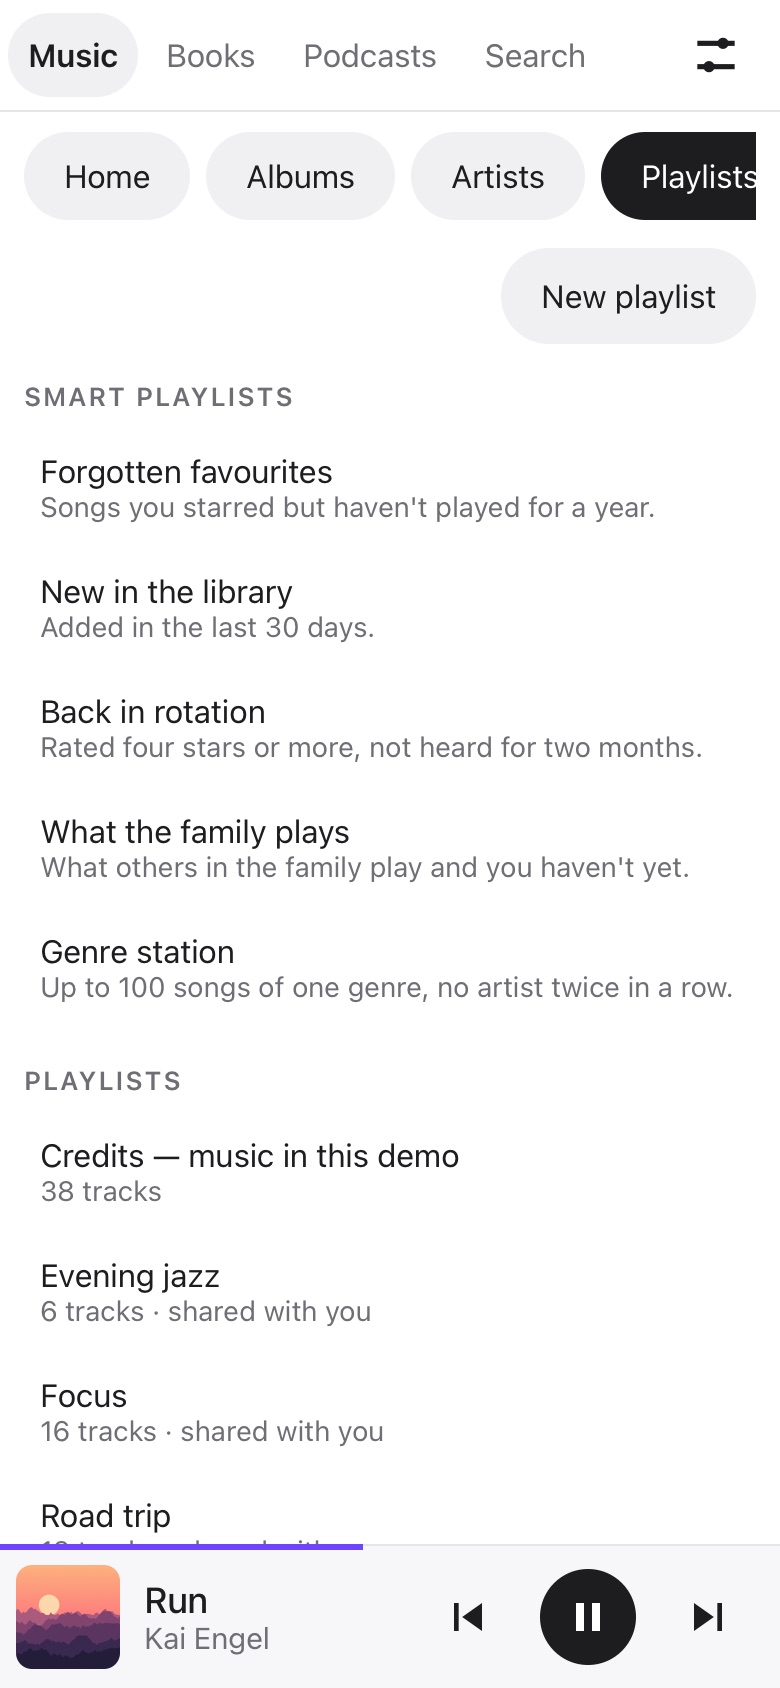 Music Books Podcasts Search
Home Albums Artists Playlists
New playlist
SMART PLAYLISTS
Forgotten favourites
Songs you starred but haven't played for a year.
New in the library
Added in the last 30 days.
Back in rotation
Rated four stars or more, not heard for two months.
What the family plays
What others in the family play and you haven't yet.
Genre station
Up to 100 songs of one genre, no artist twice in a row.
PLAYLISTS
Credits — music in this demo
38 tracks
Evening jazz
6 tracks · shared with you
Focus
16 tracks · shared with you
Road trip
Run
Kai Engel